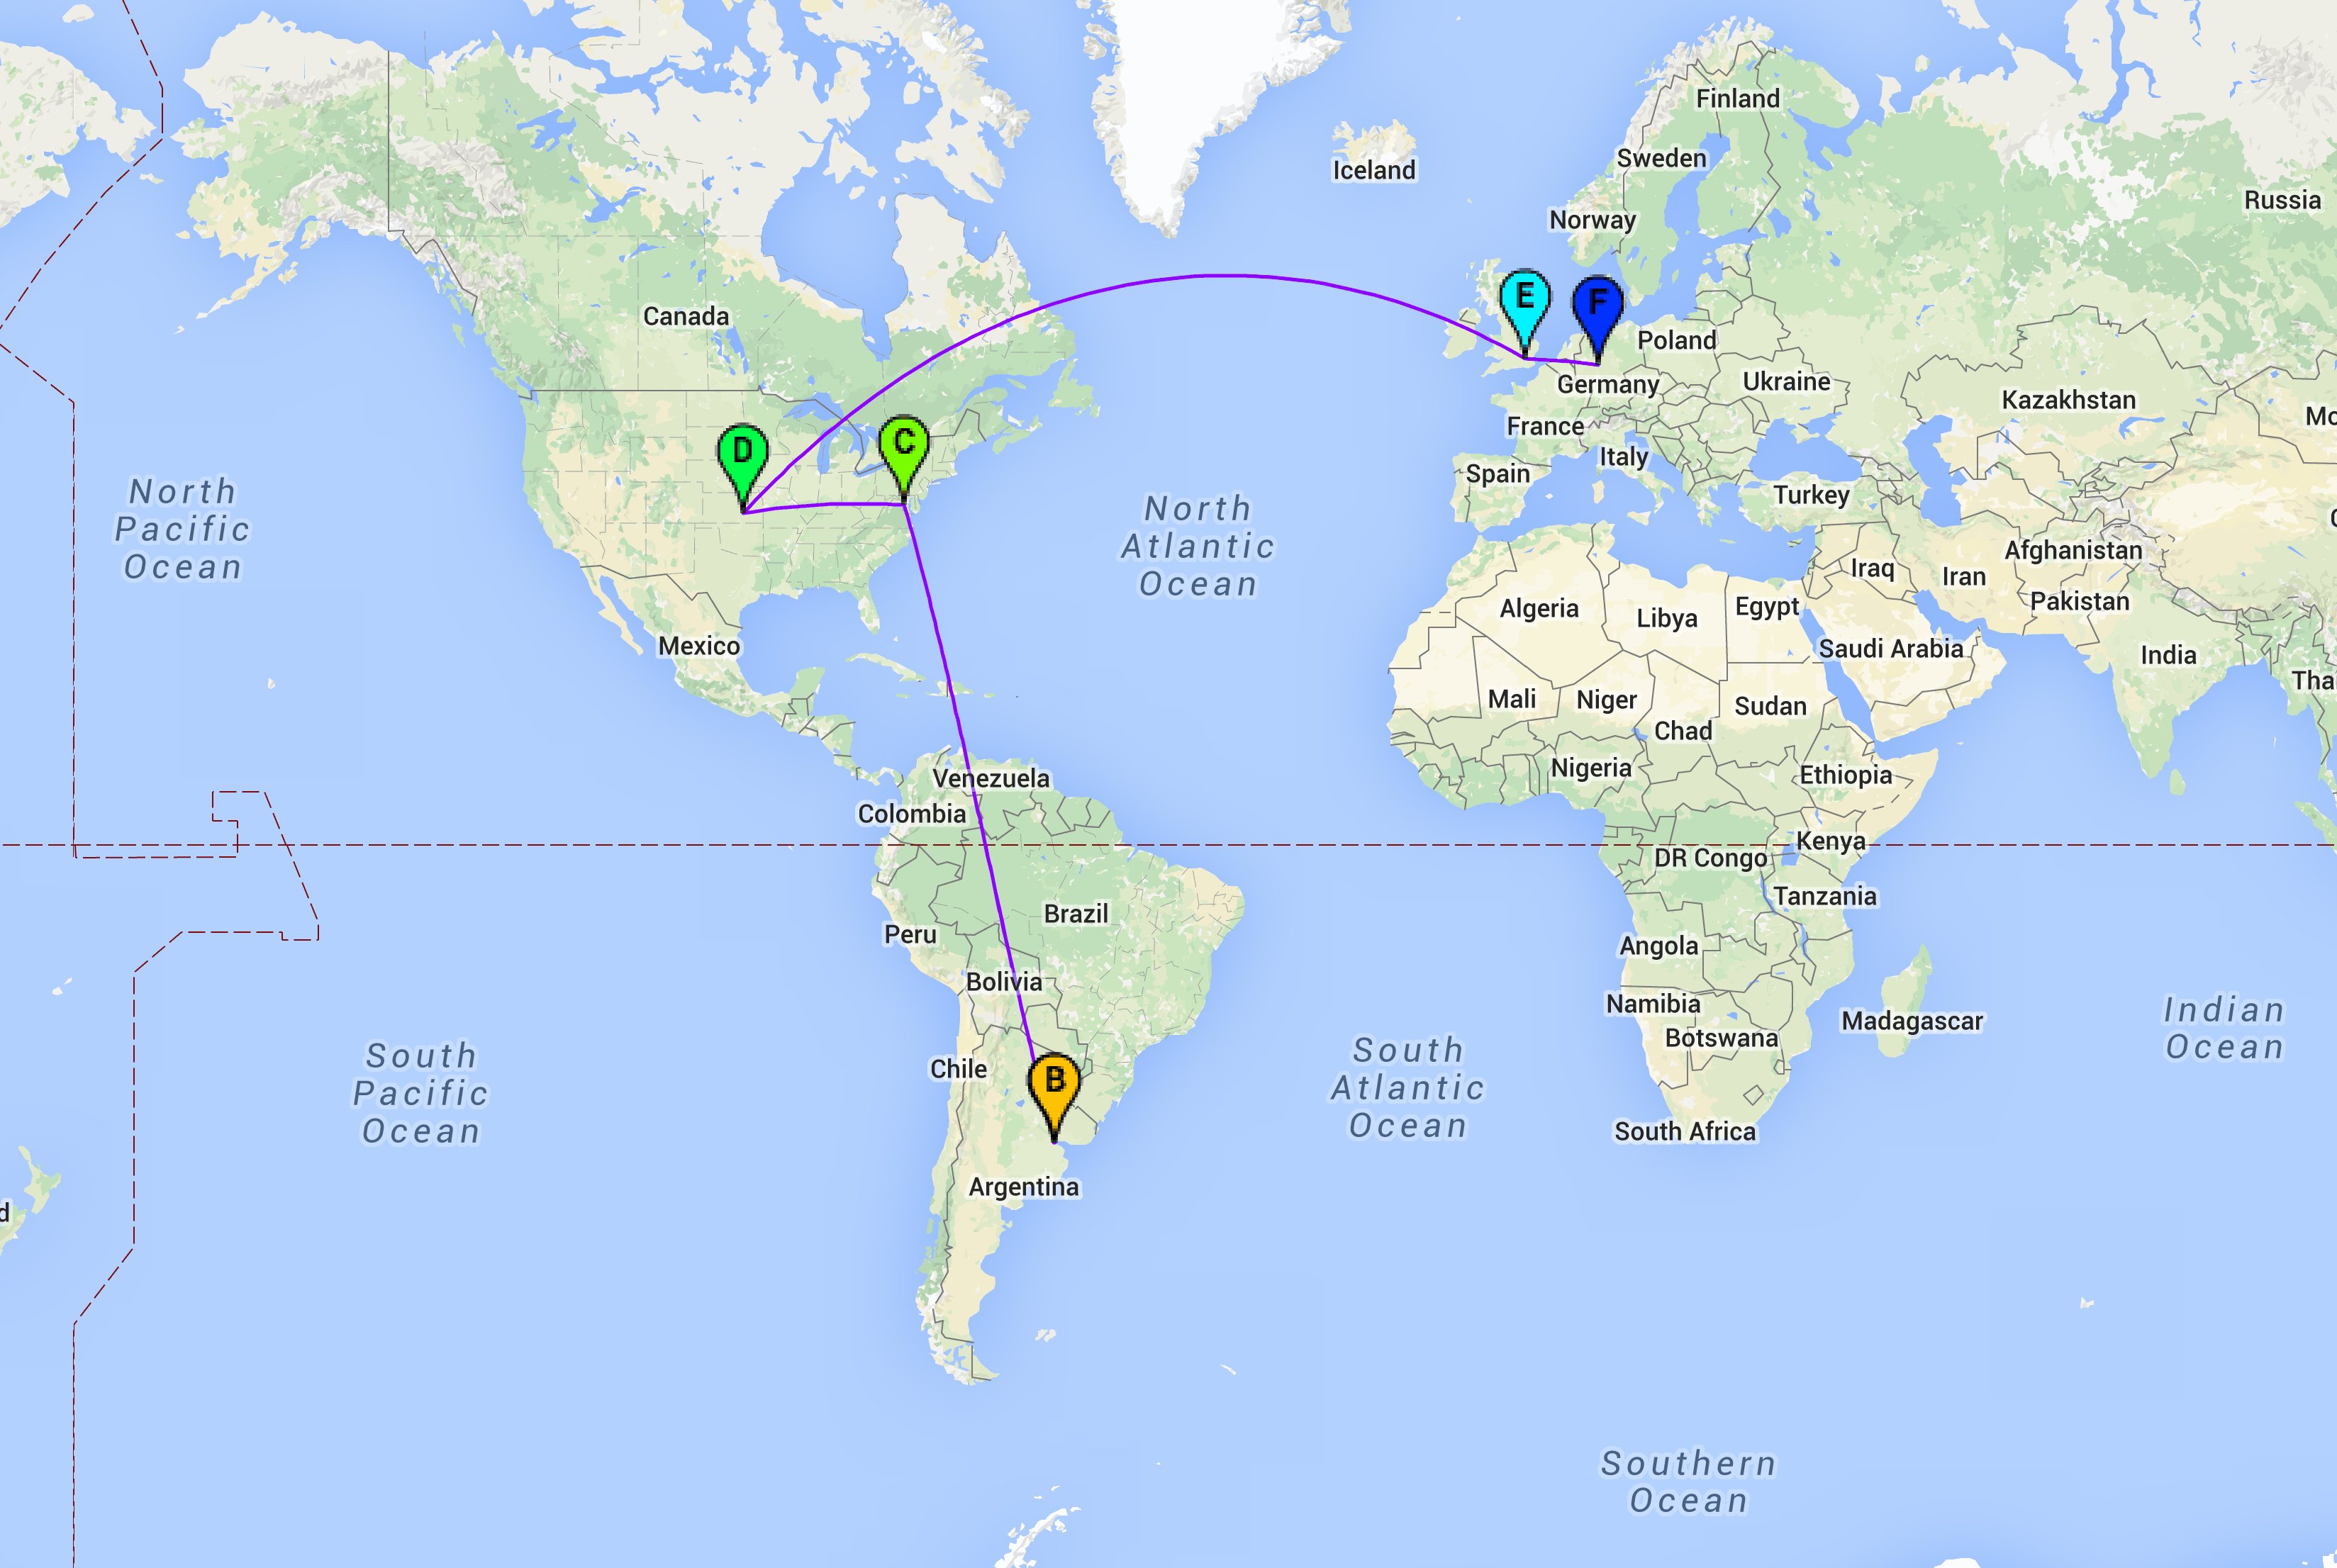 Finland
Sweden
Iceland
Russia
Norway
E
F
Canada
Poland
Germany
Ukraine
Kazakhstan
Mo
France
C
D
Italy
Spain
Turkey
North
Pacific
Ocean
North
Atlantic
Ocean
Afghanistan
Iraq
Iran
Pakistan
Algeria
Libya
Egypt
Mexico
Saudi Arabia
India
Tha
Mali
Niger
Sudan
Chad
Nigeria
Ethiopia
Venezuela
Colombia
Kenya
DR Congo
Tanzania
Brazil
Peru
Angola
Bolivia
Namibia
Madagascar
Botswana
Indian
Ocean
South
Pacific
Ocean
Chile
B
South
Atlantic
Ocean
South Africa
Argentina
d
Southern
Ocean